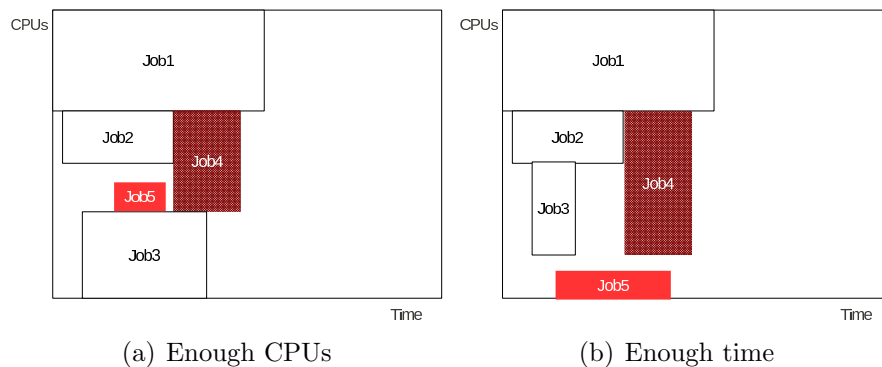 CPUs
Job1
Job2
Job4
Job5
Job3
Time
(a) Enough CPUs
CPUs
Job1
Job2
Job4
Job3
Job5
Time
(b) Enough time